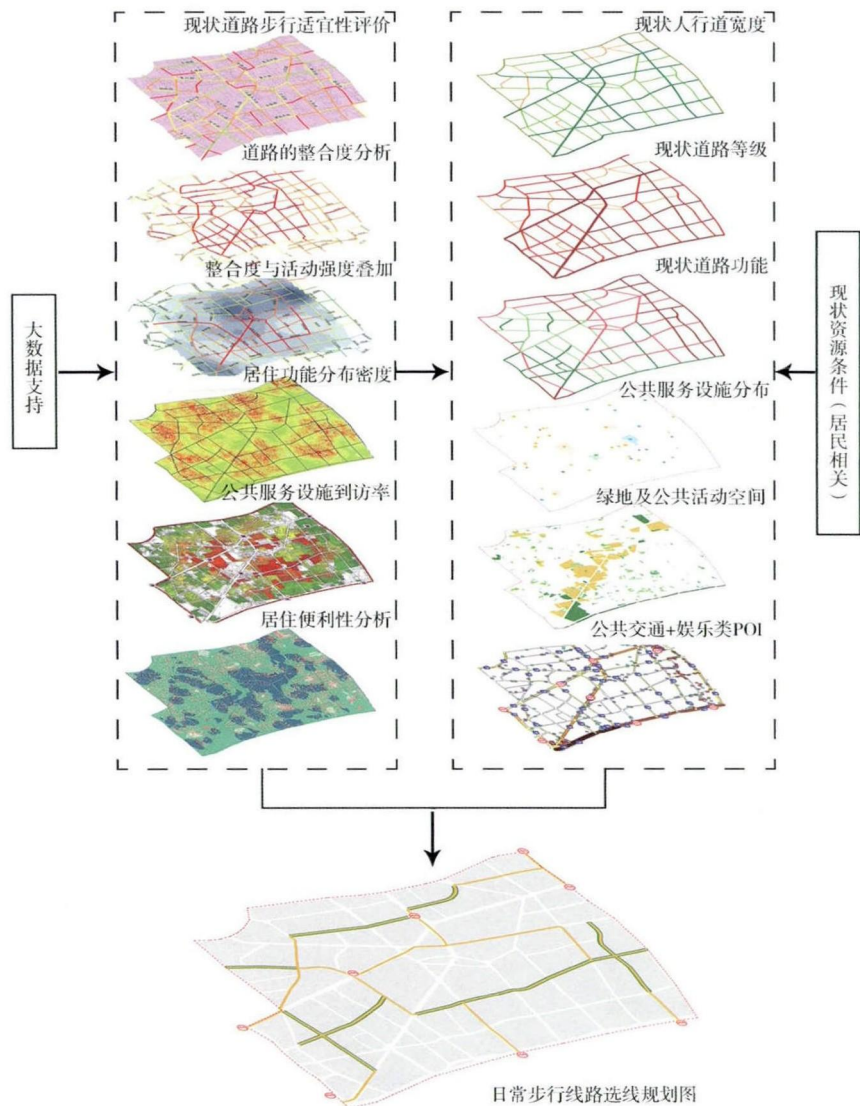 现状道路步行适宜性评价
道路的整合度分析
整合度与活动强度叠加
居住功能分布密度
公共服务设施到访率
居住便利性分析
大数据支持
现状人行道宽度
现状道路等级
现状道路功能
公共服务设施分布
绿地及公共活动空间
公共交通+娱乐类POI
现状资源条件（居民相关）
日常步行线路选线规划图